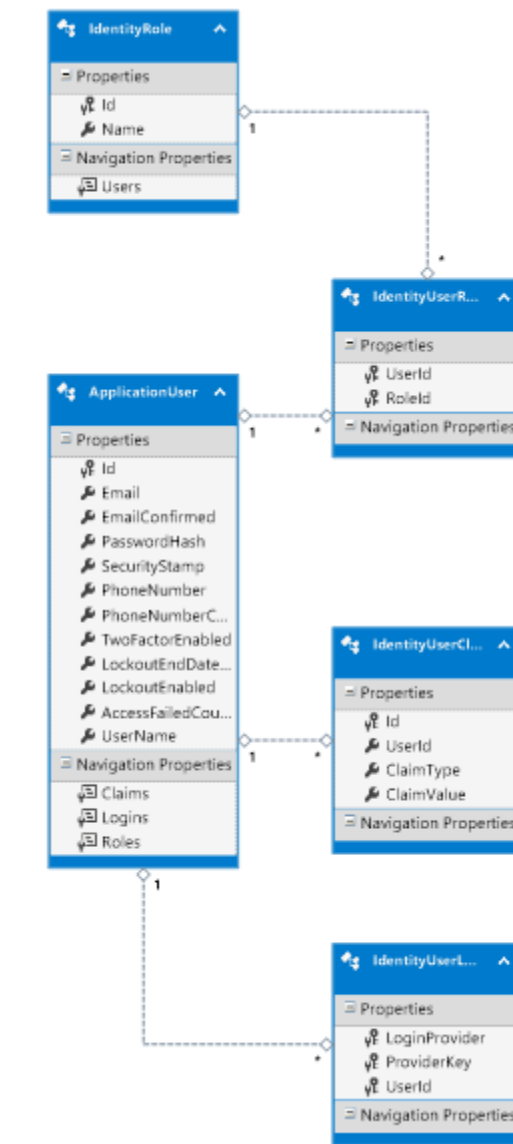 IdentityRole
Properties
Id
Name
Navigation Properties
Users
1
*
IdentityUserR...
Properties
UserId
RoleId
Navigation Properties
ApplicationUser
Properties
Id
Email
EmailConfirmed
PasswordHash
SecurityStamp
PhoneNumber
PhoneNumberC...
TwoFactorEnabled
LockoutEndDate...
LockoutEnabled
AccessFailedCou...
UserName
Navigation Properties
Claims
Logins
Roles
1
*
1
*
1
*
IdentityUserCl...
Properties
Id
UserId
ClaimType
ClaimValue
Navigation Properties
IdentityUserL...
Properties
LoginProvider
ProviderKey
UserId
Navigation Properties